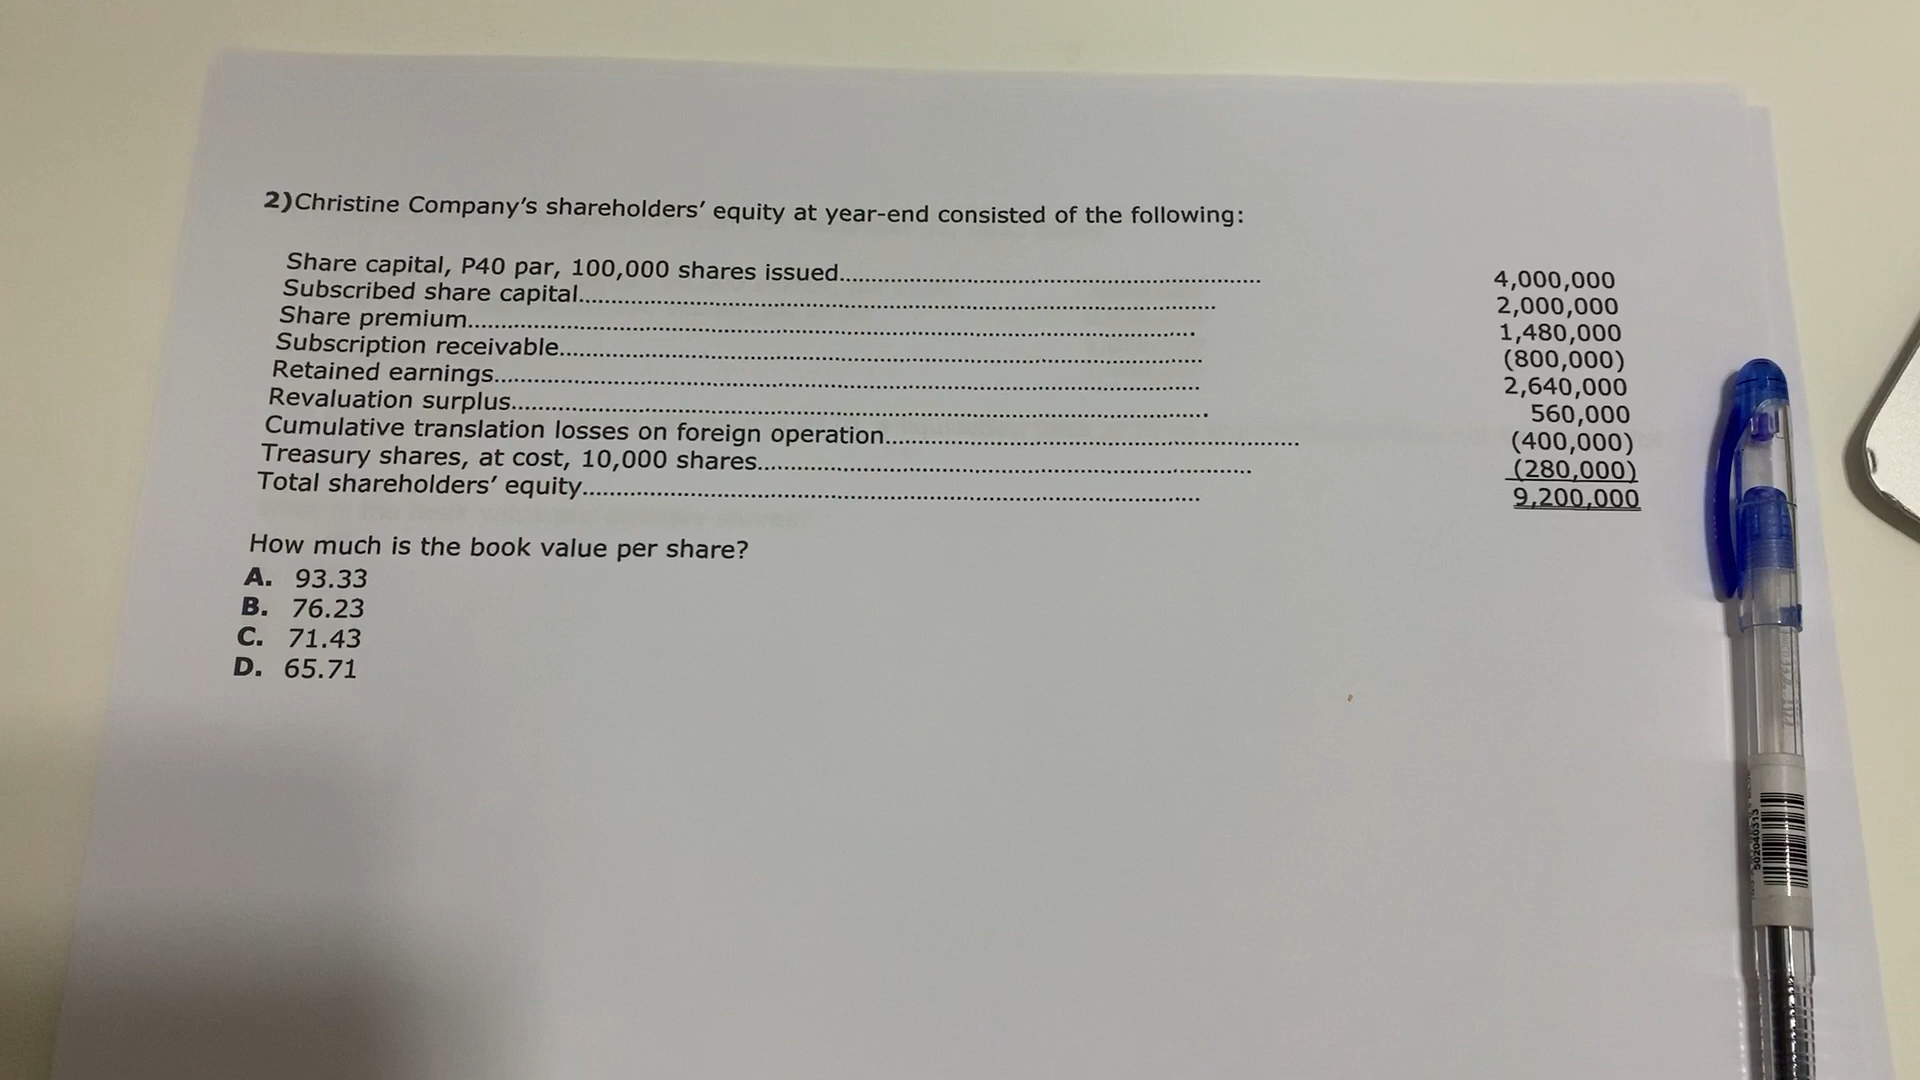 2)Christine Company's shareholders' equity at year-end consisted of the following:
Share capital, P40 par, 100,000 shares issued.......... 4,000,000
Subscribed share capital.......... 2,000,000
Share premium.......... 1,480,000
Subscription receivable.......... (800,000)
Retained earnings.......... 2,640,000
Revaluation surplus.......... 560,000
Cumulative translation losses on foreign operation.......... (400,000)
Treasury shares, at cost, 10,000 shares.......... (280,000)
Total shareholders' equity.......... 9,200,000
How much is the book value per share?
A. 93.33
B. 76.23
C. 71.43
D. 65.71
502040313